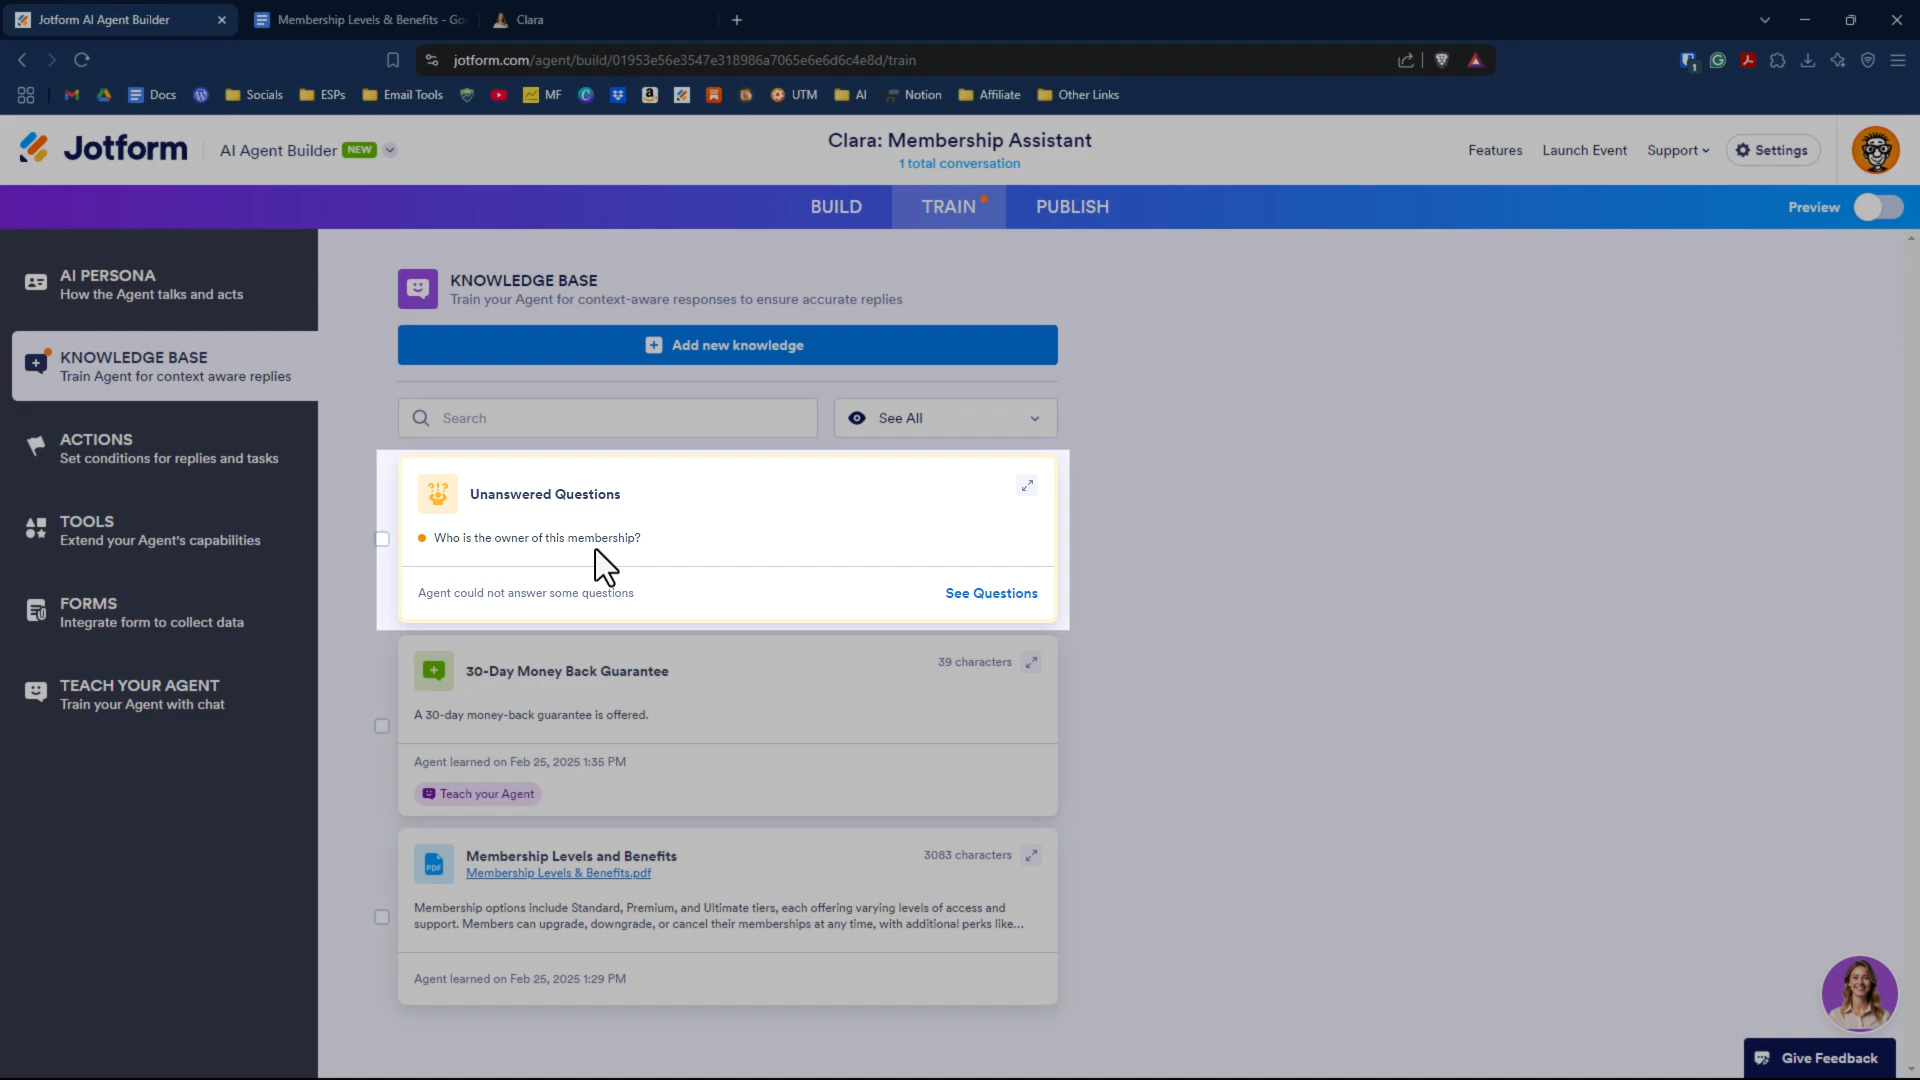 Jotform AI Agent Builder
Membership Levels & Benefits - Go
Clara
jotform.com/agent/build/01953e56e3547e318986a7065e6e6d6c4e8d/train
Docs
Socials
ESPs
Email Tools
MF
UTM
AI
Notion
Affiliate
Other Links
Jotform
AI Agent Builder NEW
Clara: Membership Assistant
1 total conversation
Features
Launch Event
Support
Settings
BUILD
TRAIN
PUBLISH
Preview
AI PERSONA
How the Agent talks and acts
KNOWLEDGE BASE
Train Agent for context aware replies
ACTIONS
Set conditions for replies and tasks
TOOLS
Extend your Agent's capabilities
FORMS
Integrate form to collect data
TEACH YOUR AGENT
Train your Agent with chat
KNOWLEDGE BASE
Train your Agent for context-aware responses to ensure accurate replies
Add new knowledge
Search
See All
Unanswered Questions
Who is the owner of this membership?
Agent could not answer some questions
See Questions
30-Day Money Back Guarantee
39 characters
A 30-day money-back guarantee is offered.
Agent learned on Feb 25, 2025 1:35 PM
Teach your Agent
PDF
Membership Levels and Benefits
3083 characters
Membership Levels & Benefits.pdf
Membership options include Standard, Premium, and Ultimate tiers, each offering varying levels of access and
support. Members can upgrade, downgrade, or cancel their memberships at any time, with additional perks like...
Agent learned on Feb 25, 2025 1:29 PM
Give Feedback